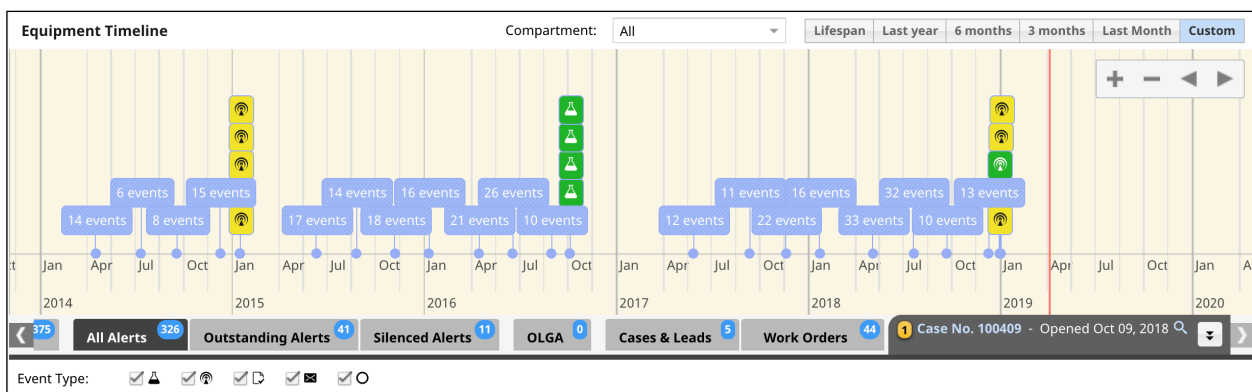 Equipment Timeline
Compartment: All
Lifespan Last year 6 months 3 months Last Month Custom
6 events 15 events 14 events 16 events 26 events 11 events 16 events 32 events 13 events
14 events 8 events 17 events 18 events 21 events 10 events 12 events 22 events 33 events 10 events
Jan Apr Jul Oct Jan Apr Jul Oct Jan Apr Jul Oct Jan Apr Jul Oct Jan Apr Jul Oct Jan Apr Jul Oct Jan
2014 2015 2016 2017 2018 2019 2020
375 All Alerts 326 Outstanding Alerts 41 Silenced Alerts 11 OLGA 0 Cases & Leads 5 Work Orders 44 1 Case No. 100409 - Opened Oct 09, 2018
Event Type: